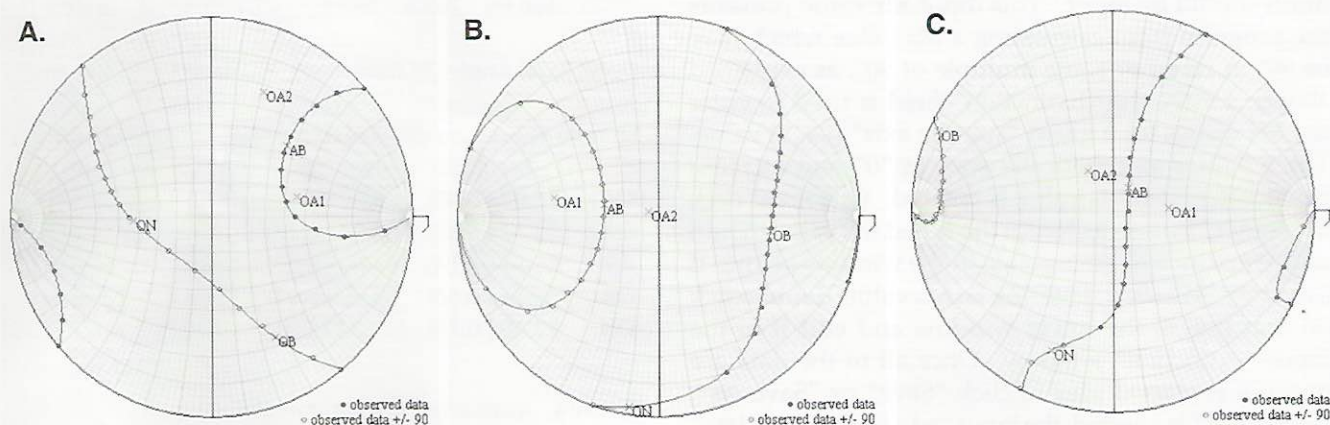 A.
OA2
AB
OA1
ON
OB
• observed data
○ observed data +/- 90
B.
OA1
AB
OA2
OB
ON
• observed data
○ observed data +/- 90
C.
OB
OA2
AB
OA1
ON
• observed data
○ observed data +/- 90